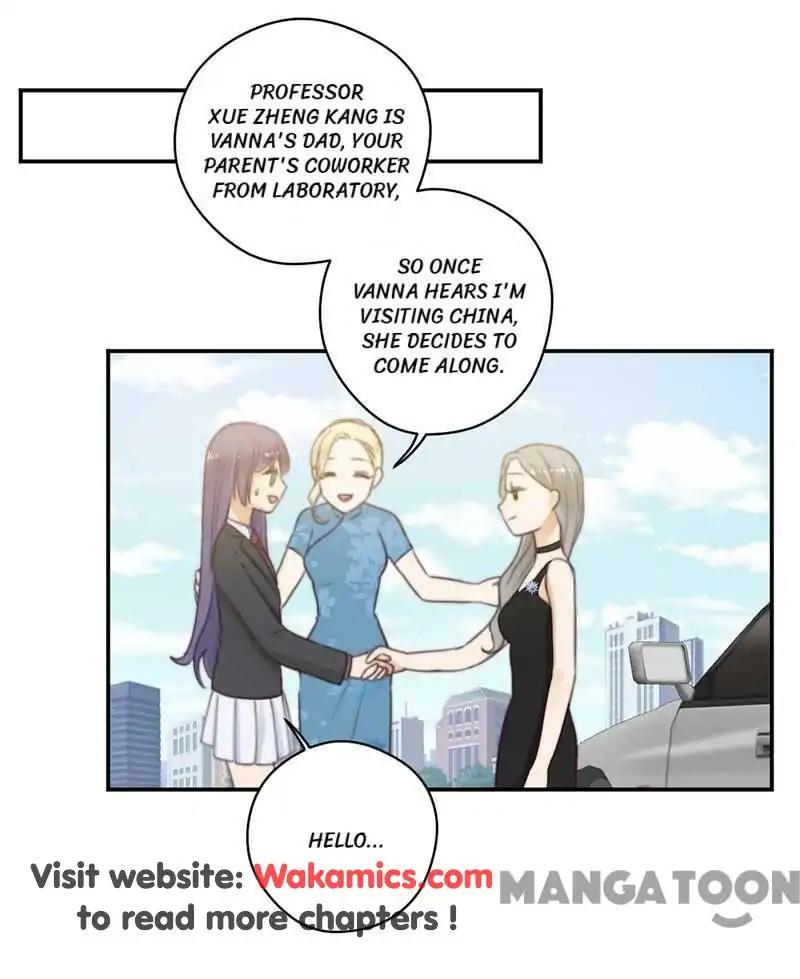 PROFESSOR
XUE ZHENG KANG IS
VANNA'S DAD, YOUR
PARENT'S COWORKER
FROM LABORATORY,
SO ONCE
VANNA HEARS I'M
VISITING CHINA,
SHE DECIDES TO
COME ALONG.
HELLO...
Visit website: Wakamics.com
to read more chapters !
MANGATOON